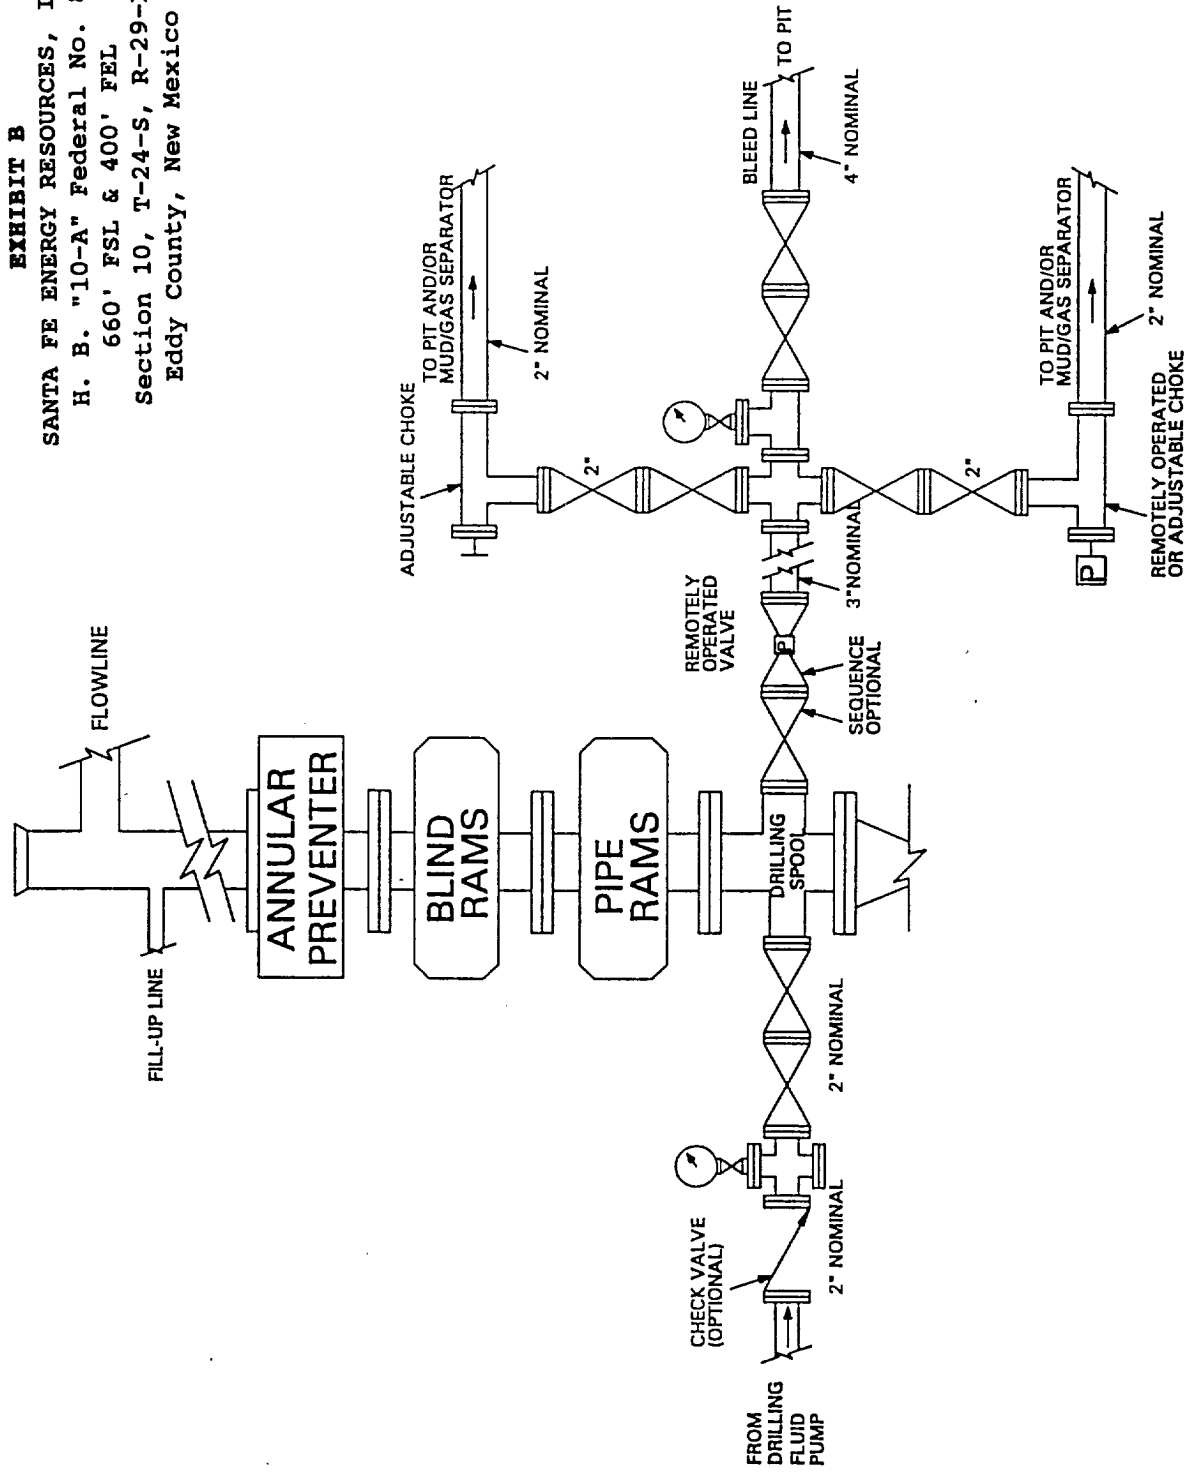 EXHIBIT B
SANTA FE ENERGY RESOURCES,
H. B. "10-A" Federal No.
660' FSL & 400' FEL
Section 10, T-24-S, R-29-
Eddy County, New Mexico
FLOWLINE
FILL-UP LINE
ANNULAR
PREVENTER
BLIND
RAMS
PIPE
RAMS
DRILLING
SPOOL
ADJUSTABLE CHOKE
TO PIT AND/OR
MUD/GAS SEPARATOR
2" NOMINAL
2"
BLEED LINE
TO PIT
4" NOMINAL
REMOTELY
OPERATED
VALVE
P
3" NOMINAL
SEQUENCE
OPTIONAL
2"
TO PIT AND/OR
MUD/GAS SEPARATOR
2" NOMINAL
P
REMOTELY OPERATED
OR ADJUSTABLE CHOKE
2" NOMINAL
CHECK VALVE
(OPTIONAL)
2" NOMINAL
FROM
DRILLING
FLUID
PUMP